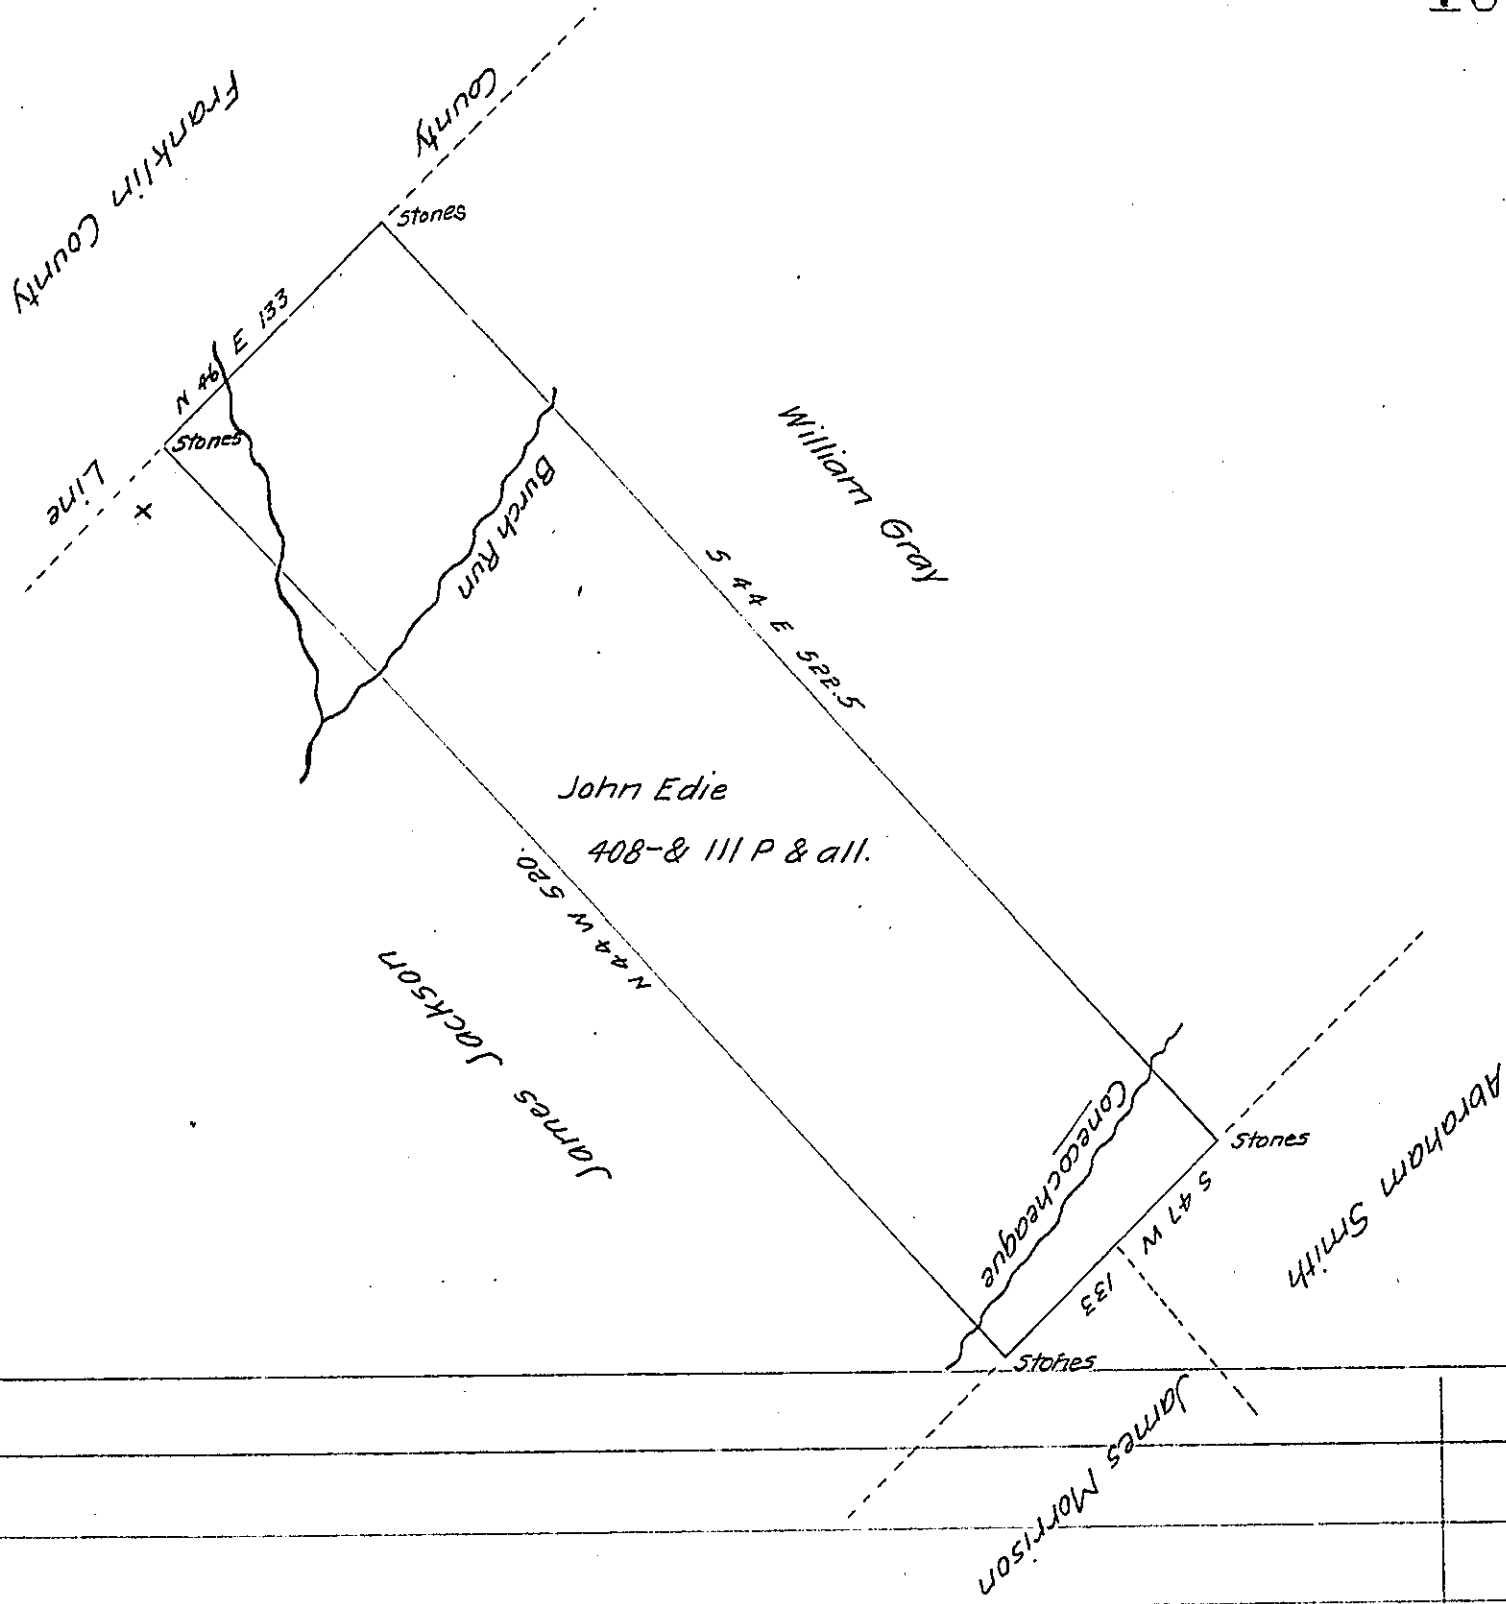 Franklin County
County
Stones
N 46 E 133
Stones
Line
x
Burch Run
William Gray
S 44 E 522.5
John Edie
408-& 111 P & all.
N 44 W 520.
James Jackson
Conecocheague
Stones
S 47 W 133
Abraham Smith
Stones
James Morrison